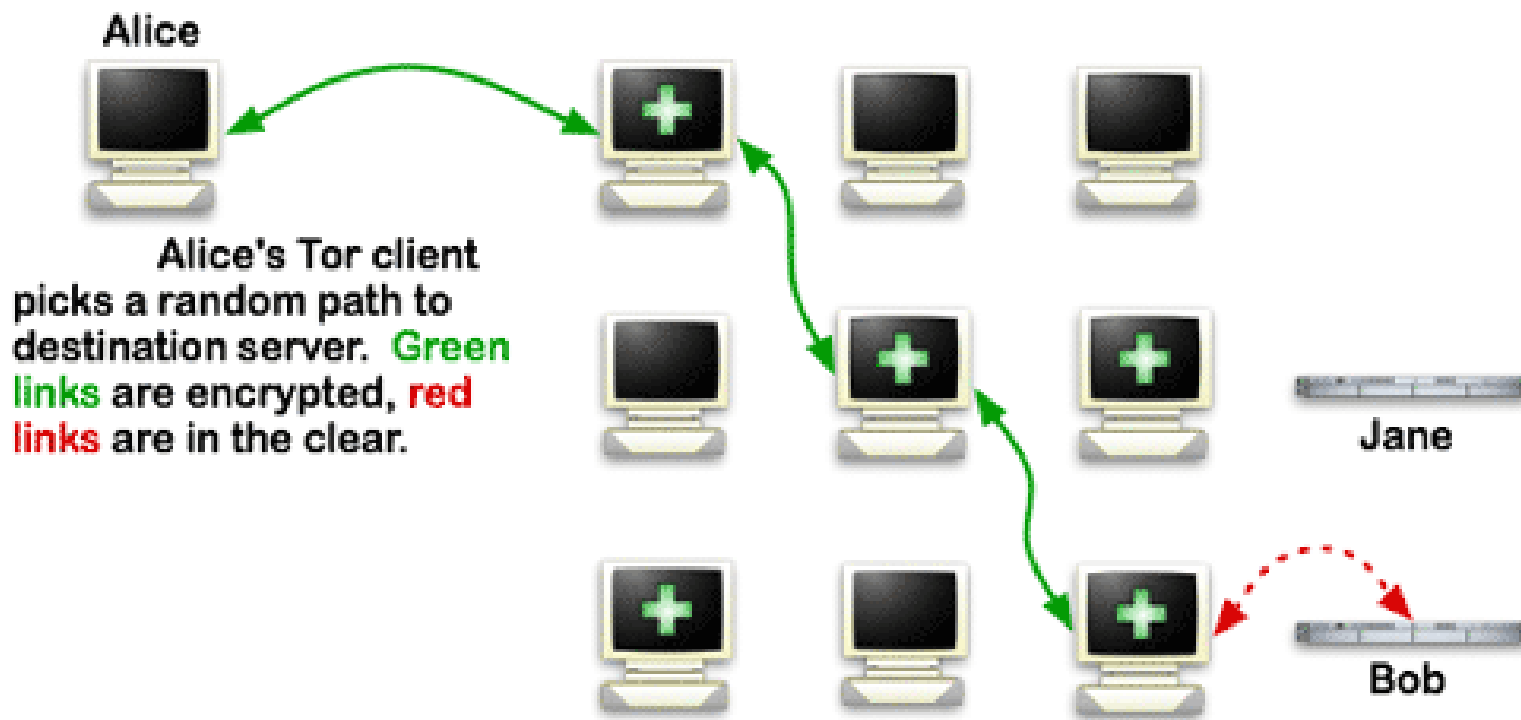 Alice
Alice's Tor client
picks a random path to
destination server. Green
links are encrypted, red
links are in the clear.
Jane
Bob